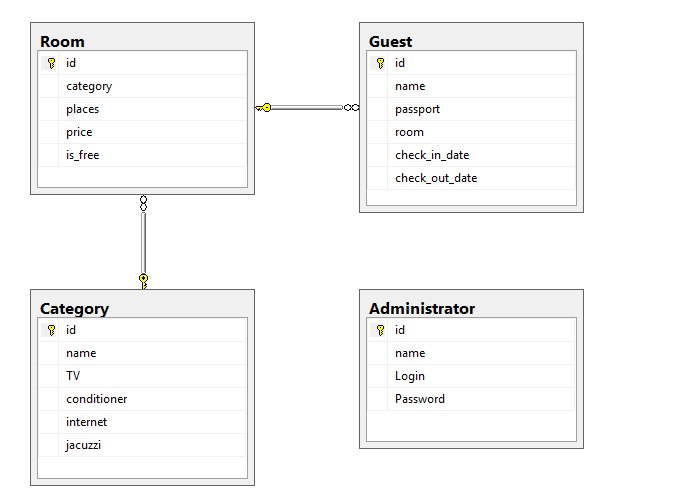 Room
id
category
places
price
is_free
Guest
id
name
passport
room
check_in_date
check_out_date
Category
id
name
TV
conditioner
internet
jacuzzi
Administrator
id
name
Login
Password